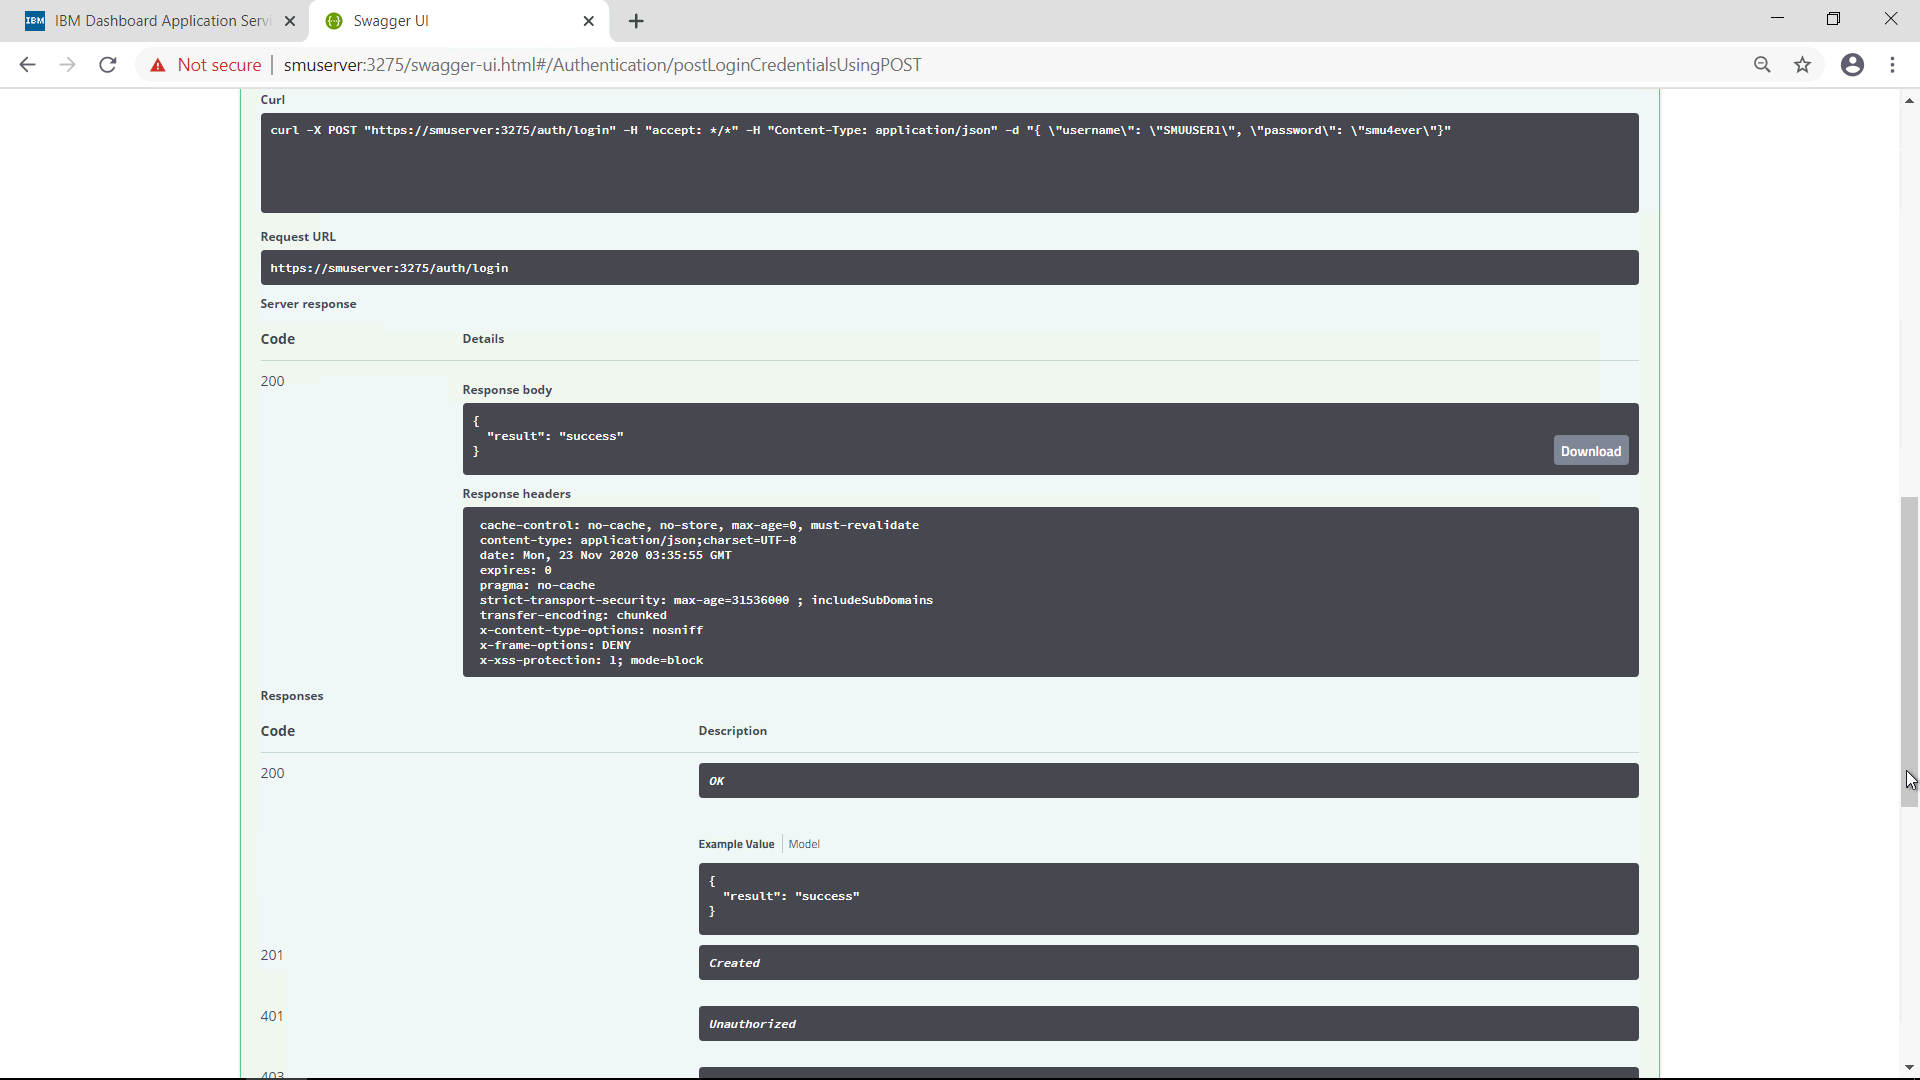 IBM Dashboard Application Servi
Swagger UI
Not secure
smuserver:3275/swagger-ui.html#/Authentication/postLoginCredentialsUsingPOST
Curl
curl -X POST "https://smuserver:3275/auth/login" -H "accept: */*" -H "Content-Type: application/json" -d "{ \"username\": \"SMUUSER1\", \"password\": \"smu4ever\"}"
Request URL
https://smuserver:3275/auth/login
Server response
Code Details
200
Response body
{
"result": "success"
}
Download
Response headers
cache-control: no-cache, no-store, max-age=0, must-revalidate
content-type: application/json;charset=UTF-8
date: Mon, 23 Nov 2020 03:35:55 GMT
expires: 0
pragma: no-cache
strict-transport-security: max-age=31536000 ; includeSubDomains
transfer-encoding: chunked
x-content-type-options: nosniff
x-frame-options: DENY
x-xss-protection: 1; mode=block
Responses
Code Description
200 OK
Example Value Model
{
"result": "success"
}
201 Created
401 Unauthorized
403